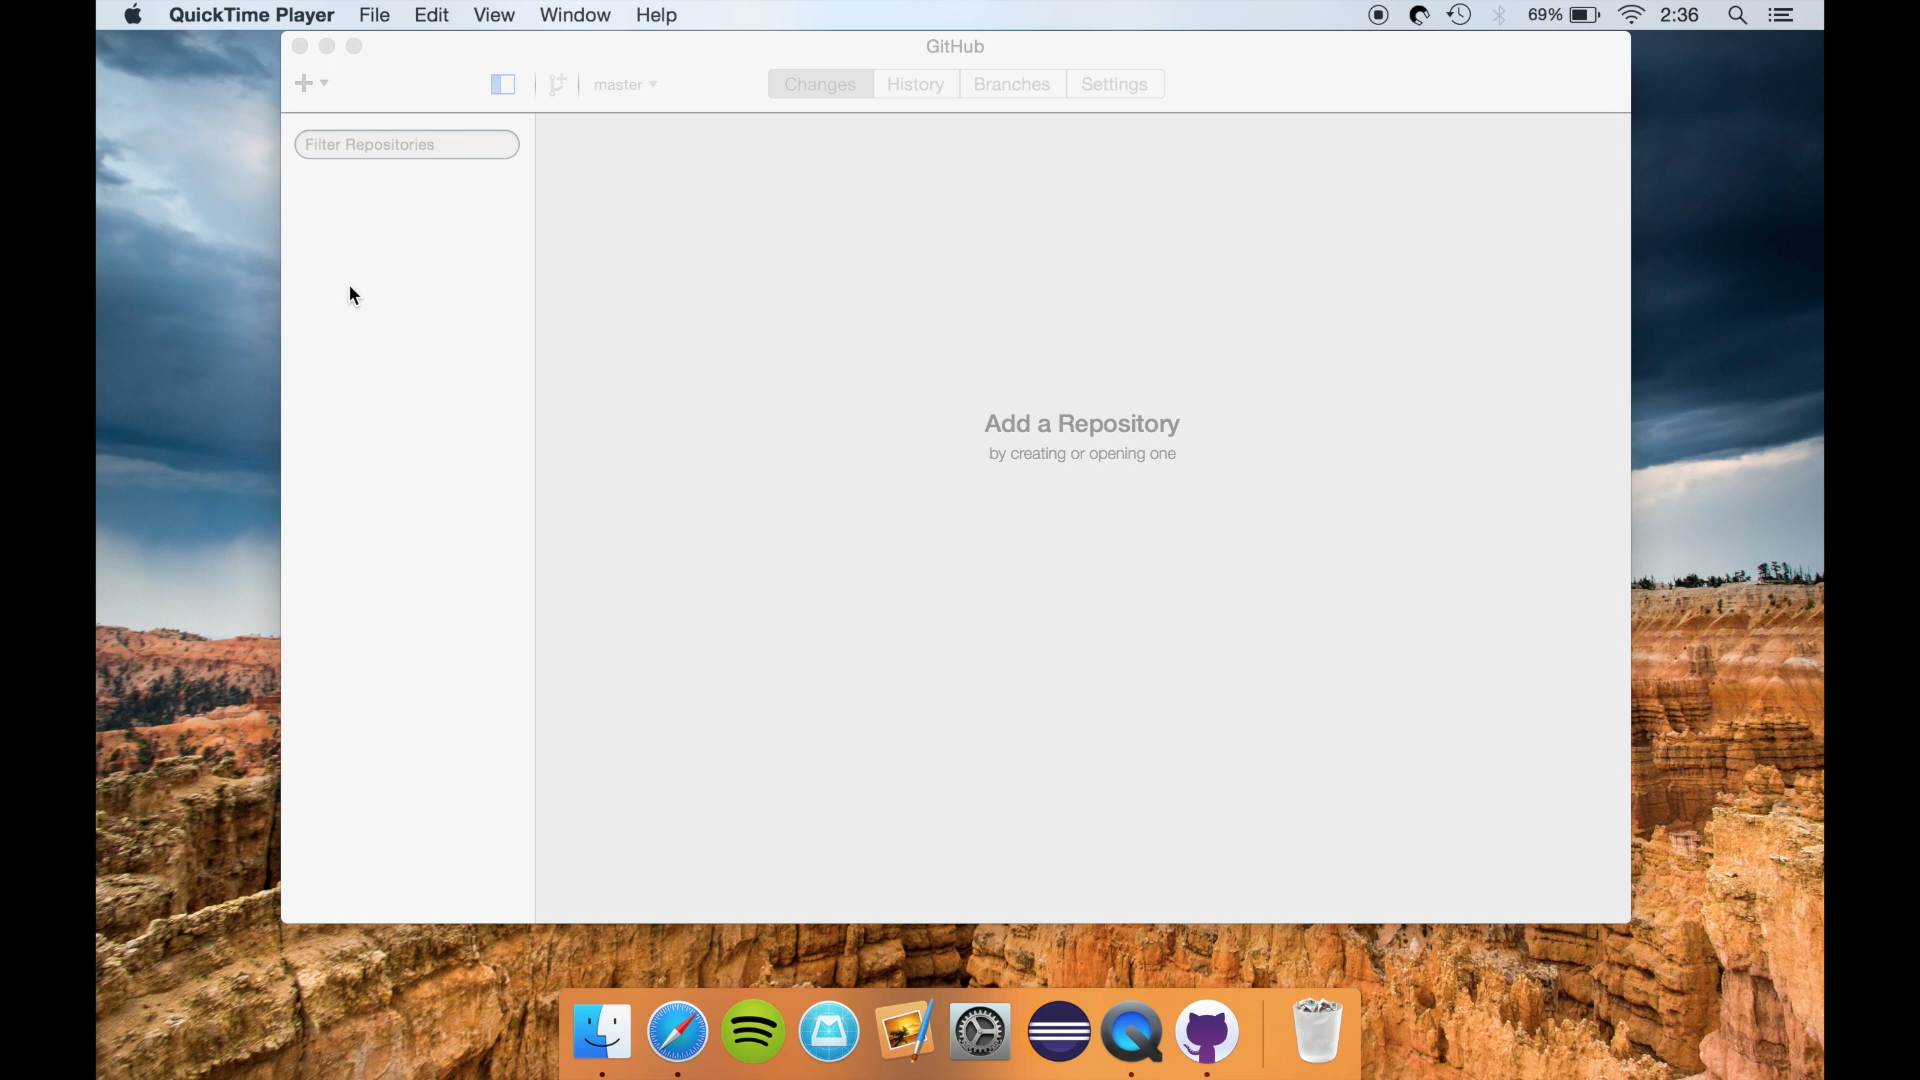 QuickTime Player File Edit View Window Help 69% 2:36
GitHub
master Changes History Branches Settings
Filter Repositories
Add a Repository
by creating or opening one